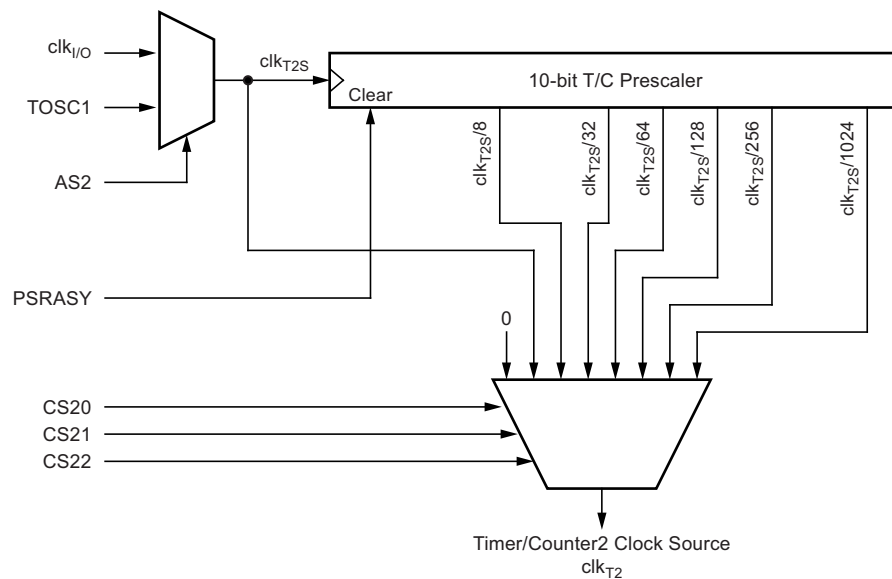 clkI/O
clkT2S
10-bit T/C Prescaler
TOSC1
Clear
clkT2S/8
clkT2S/32
clkT2S/64
clkT2S/128
clkT2S/256
clkT2S/1024
AS2
PSRASY
0
CS20
CS21
CS22
Timer/Counter2 Clock Source
clkT2